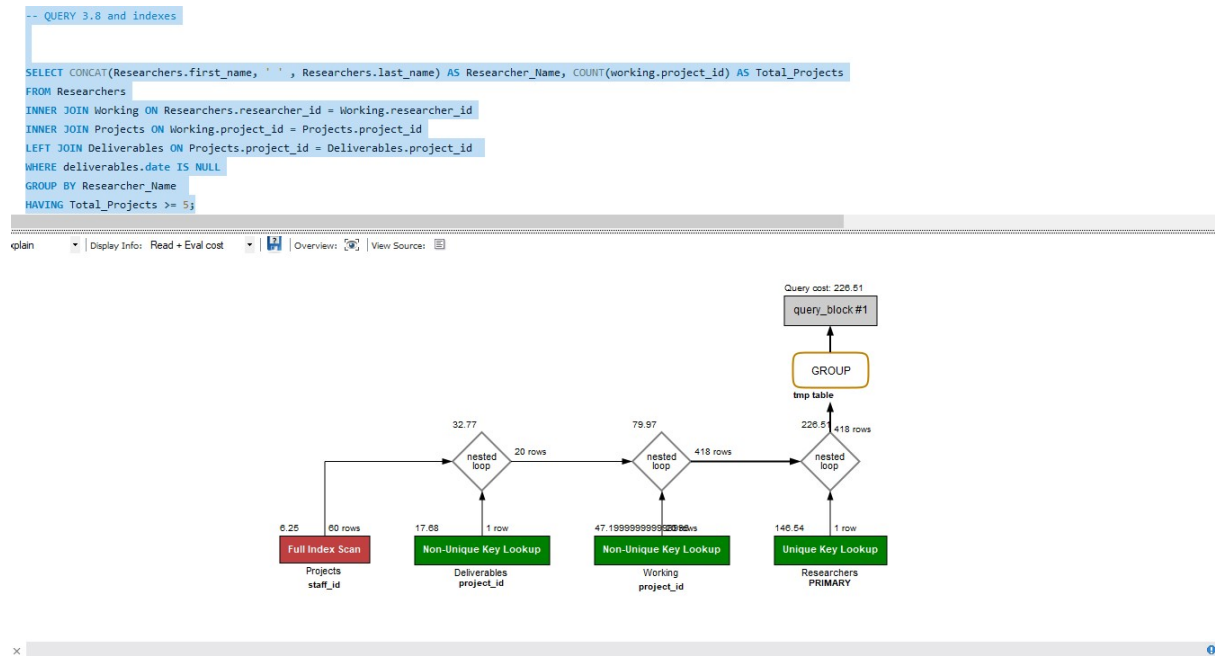 -- QUERY 3.8 and indexes
SELECT CONCAT(Researchers.first_name, ' ' , Researchers.last_name) AS Researcher_Name, COUNT(working.project_id) AS Total_Projects
FROM Researchers
INNER JOIN Working ON Researchers.researcher_id = Working.researcher_id
INNER JOIN Projects ON Working.project_id = Projects.project_id
LEFT JOIN Deliverables ON Projects.project_id = Deliverables.project_id
WHERE deliverables.date IS NULL
GROUP BY Researcher_Name
HAVING Total_Projects >= 5;
xplain Display Info: Read + Eval cost Overview: View Source:
Query cost: 226.51
query_block #1
GROUP
tmp table
32.77 79.97 226.51 418 rows
nested loop 20 rows nested loop 418 rows nested loop
6.25 60 rows 17.68 1 row 146.54 1 row
Full Index Scan Non-Unique Key Lookup Non-Unique Key Lookup Unique Key Lookup
Projects Deliverables Working Researchers
staff_id project_id project_id PRIMARY